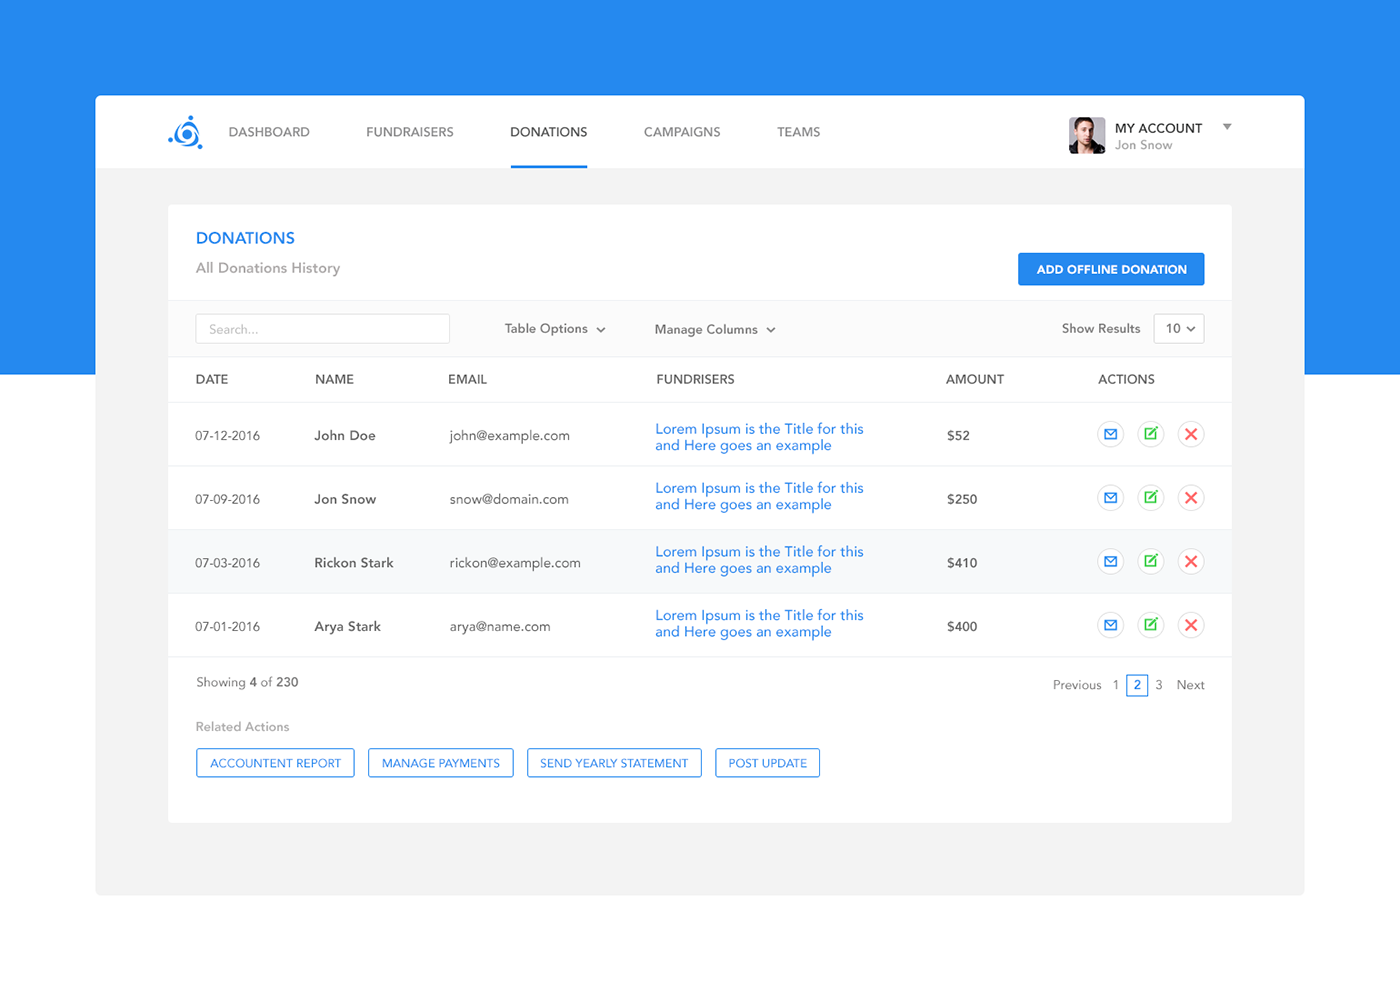 DASHBOARD FUNDRAISERS DONATIONS CAMPAIGNS TEAMS MY ACCOUNT
Jon Snow
DONATIONS
All Donations History
ADD OFFLINE DONATION
Search... Table Options Manage Columns Show Results 10
DATE NAME EMAIL FUNDRISERS AMOUNT ACTIONS
07-12-2016 John Doe john@example.com Lorem Ipsum is the Title for this
and Here goes an example $52
07-09-2016 Jon Snow snow@domain.com Lorem Ipsum is the Title for this
and Here goes an example $250
07-03-2016 Rickon Stark rickon@example.com Lorem Ipsum is the Title for this
and Here goes an example $410
07-01-2016 Arya Stark arya@name.com Lorem Ipsum is the Title for this
and Here goes an example $400
Showing 4 of 230 Previous 1 2 3 Next
Related Actions
ACCOUNTENT REPORT MANAGE PAYMENTS SEND YEARLY STATEMENT POST UPDATE